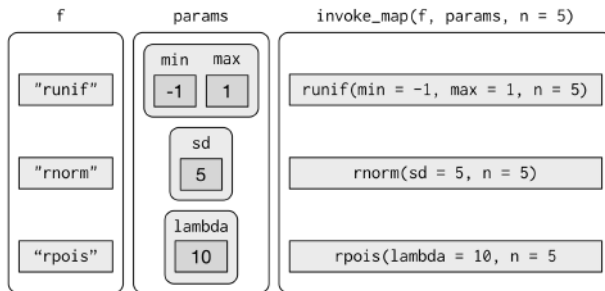 f params invoke_map(f, params, n = 5)
min max
"runif" -1 1 runif(min = -1, max = 1, n = 5)
sd
"rnorm" 5 rnorm(sd = 5, n = 5)
lambda
“rpois” 10 rpois(lambda = 10, n = 5